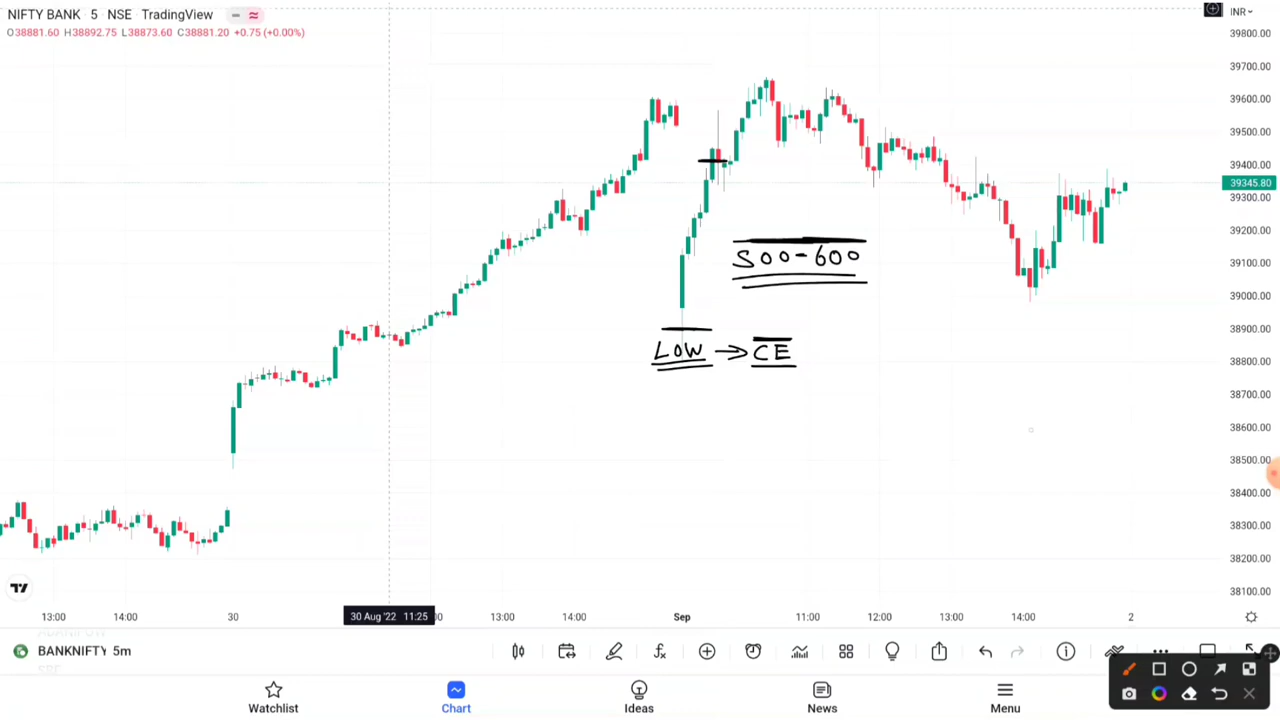 NIFTY BANK 5 NSE TradingView
O38881.60 H38892.75 L38873.60 C38881.20 +0.75 (+0.00%)
INR
39800.00
39700.00
39600.00
39500.00
39400.00
39345.80
39300.00
39200.00
39100.00
39000.00
38900.00
38800.00
38700.00
38600.00
38500.00
38400.00
38300.00
38200.00
38100.00
500-600
LOW → CE
13:00 14:00 30 30 Aug '22 11:25 13:00 14:00 Sep 11:00 12:00 13:00 14:00 2
BANKNIFTY 5m
Watchlist Chart Ideas News Menu